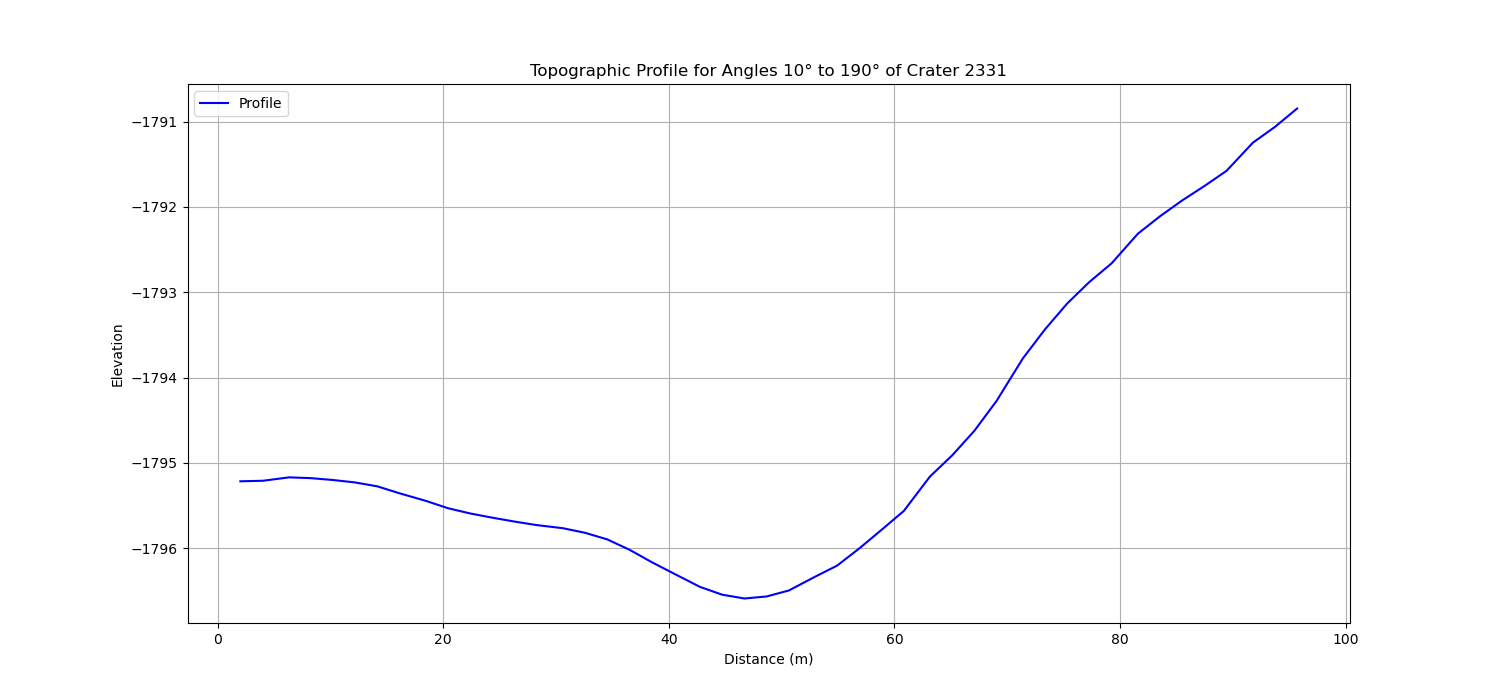 Topographic Profile for Angles 10° to 190° of Crater 2331
Profile
−1791
−1792
−1793
−1794
−1795
−1796
Elevation
0 20 40 60 80 100
Distance (m)